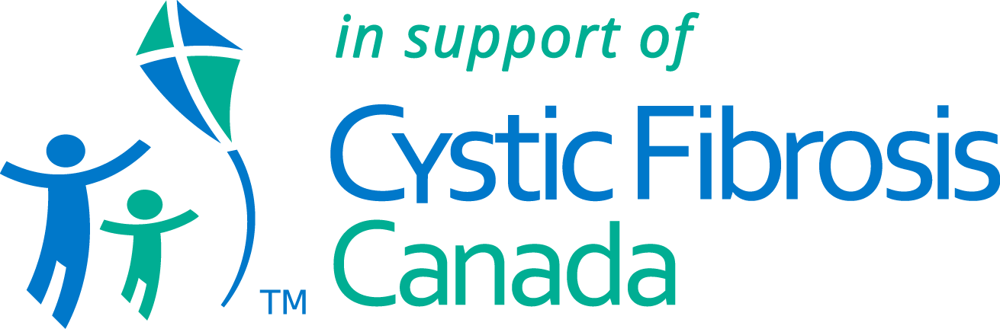 in support of
Cystic Fibrosis
Canada
TM